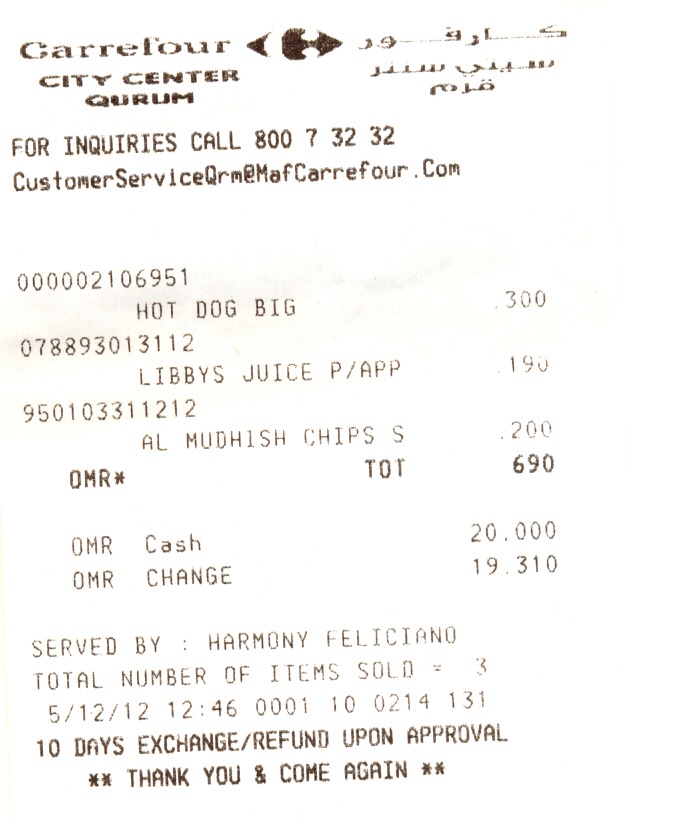 Carrefour كارفور
CITY CENTER سيتي سنتر
QURUM قرم
FOR INQUIRIES CALL 800 7 32 32
CustomerServiceQrm@MafCarrefour.Com
000002106951
HOT DOG BIG .300
078893013112
LIBBYS JUICE P/APP .190
950103311212
AL MUDHISH CHIPS S .200
OMR* TOT 690
OMR Cash 20.000
OMR CHANGE 19.310
SERVED BY : HARMONY FELICIANO
TOTAL NUMBER OF ITEMS SOLD = 3
5/12/12 12:46 0001 10 0214 131
10 DAYS EXCHANGE/REFUND UPON APPROVAL
** THANK YOU & COME AGAIN **